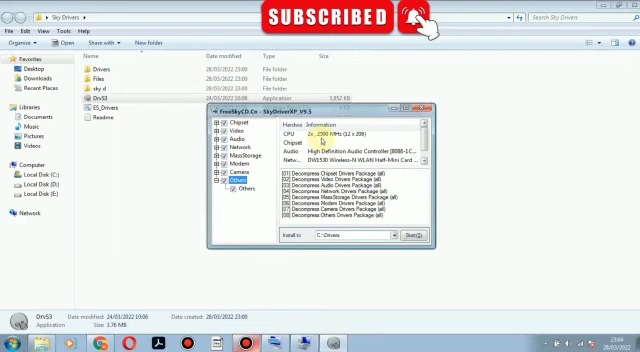 SUBSCRIBED
Sky Drivers
Search Sky Drivers
File Edit View Tools Help
Organize Open Share with New folder
Favorites
Desktop
Downloads
Recent Places
Libraries
Documents
Music
Pictures
Videos
Computer
Local Disk (C:)
Local Disk (D:)
Local Disk (E:)
Network
Name Date modified Type Size
Drivers 28/03/2022 23:00 File folder
Files 28/03/2022 23:00 File folder
sky d 28/03/2022 23:00 File folder
DrvS3 24/03/2022 10:06 Application 3,852 KB
ES_Drivers
Readme
FreeSkyCD.Cn - SkyDriverXP_V9.5
Chipset
Video
Audio
Network
MassStorage
Modem
Camera
Others
Others
Hardwa Information
CPU 2x, 2500 MHz (12 x 208)
Chipset
Audio High Definition Audio Controller [8086-1C...
Netw... DW1530 Wireless-N WLAN Half-Mini Card ...
[01] Decompress Chipset Drivers Package (all)
[02] Decompress Video Drivers Package (all)
[03] Decompress Audio Drivers Package (all)
[04] Decompress Network Drivers Package (all)
[05] Decompress MassStorage Drivers Package (all)
[06] Decompress Modem Drivers Package (all)
[07] Decompress Camera Drivers Package (all)
[08] Decompress Others Drivers Package (all)
Install to C:\Drivers Start(S)
DrvS3 Date modified: 24/03/2022 10:06 Date created: 28/03/2022 23:00
Application Size: 3.76 MB
23:04
28/03/2022